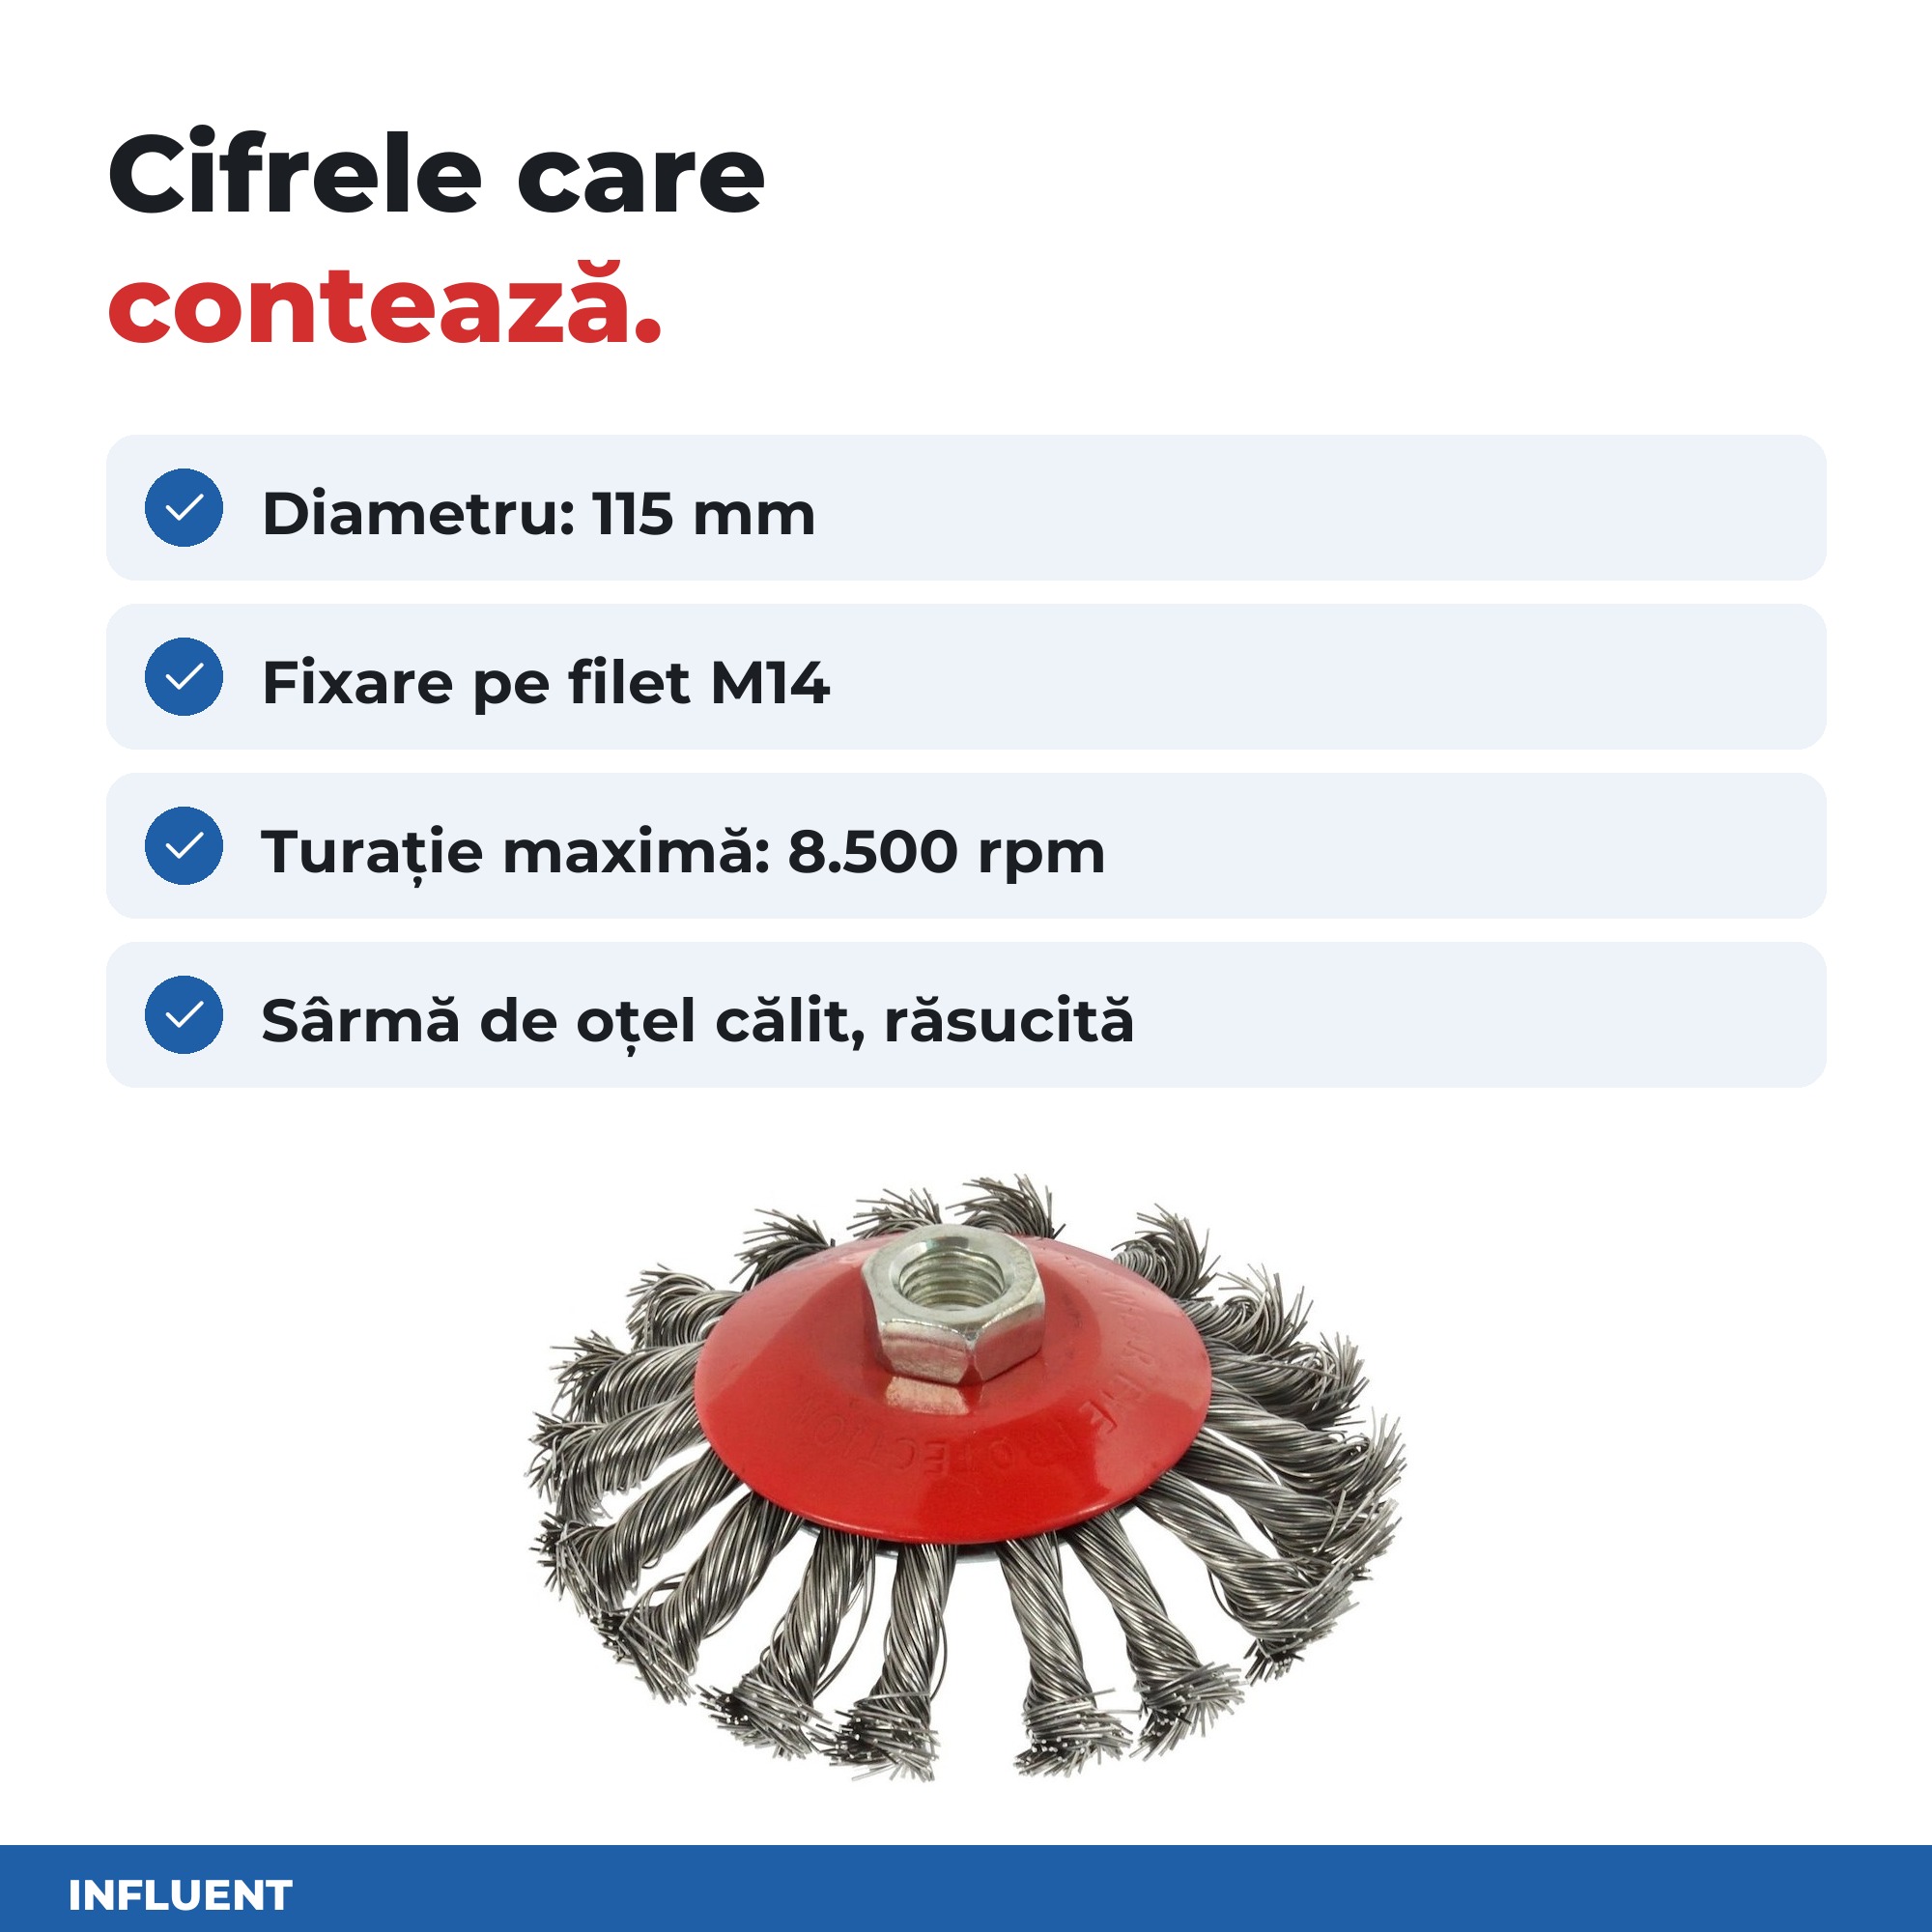 Cifrele care
contează.
Diametru: 115 mm
Fixare pe filet M14
Turație maximă: 8.500 rpm
Sârmă de oțel călit, răsucită
INFLUENT